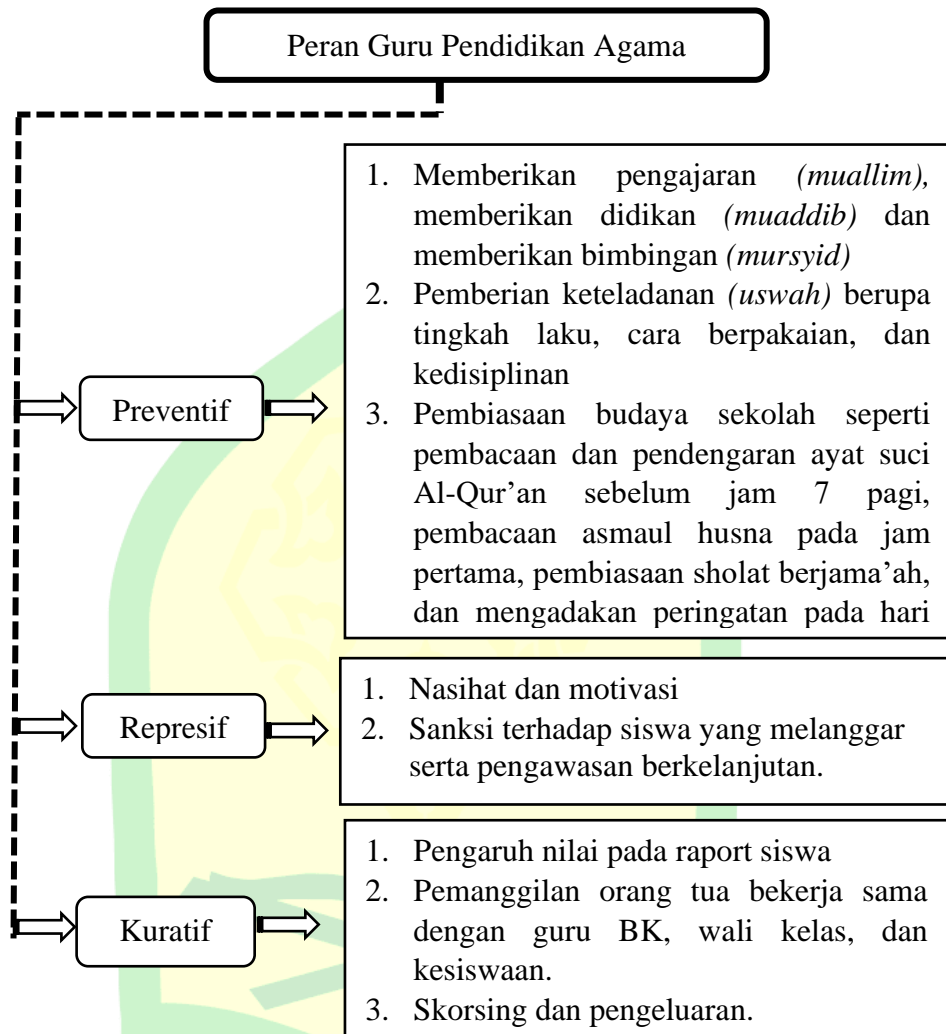 Peran Guru Pendidikan Agama
1. Memberikan pengajaran (muallim),
memberikan didikan (muaddib) dan
memberikan bimbingan (mursyid)
2. Pemberian keteladanan (uswah) berupa
tingkah laku, cara berpakaian, dan
kedisiplinan
3. Pembiasaan budaya sekolah seperti
pembacaan dan pendengaran ayat suci
Al-Qur’an sebelum jam 7 pagi,
pembacaan asmaul husna pada jam
pertama, pembiasaan sholat berjama’ah,
dan mengadakan peringatan pada hari
Preventif
1. Nasihat dan motivasi
2. Sanksi terhadap siswa yang melanggar
serta pengawasan berkelanjutan.
Represif
1. Pengaruh nilai pada raport siswa
2. Pemanggilan orang tua bekerja sama
dengan guru BK, wali kelas, dan
kesiswaan.
3. Skorsing dan pengeluaran.
Kuratif